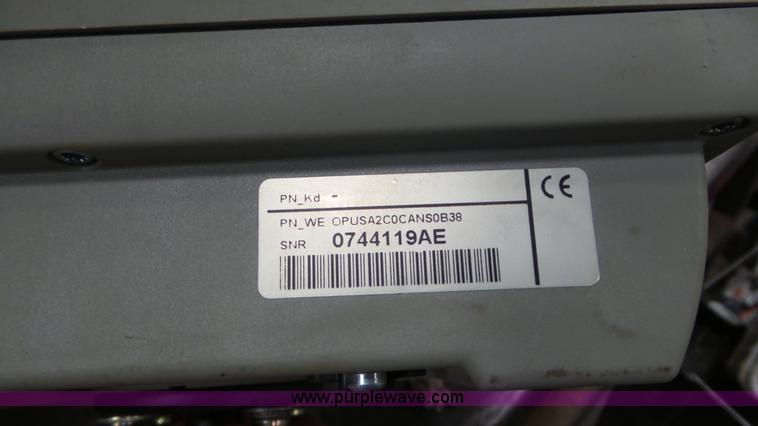 PN_Kd -
PN_WE OPUSA2C0CANS0B38
SNR 0744119AE
CE
www.purplewave.com